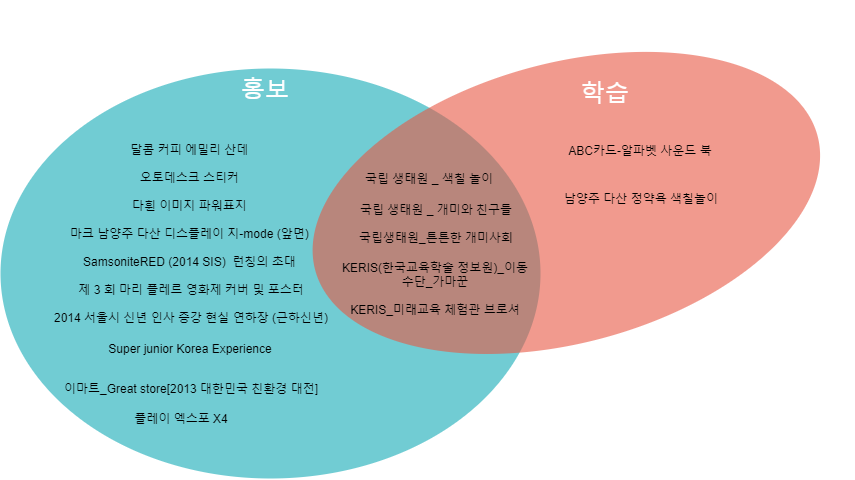 홍보
달콤 커피 에밀리 산데
오토데스크 스티커
다흰 이미지 파워표지
마크 남양주 다산 디스플레이 지-mode (앞면)
SamsoniteRED (2014 SIS) 런칭의 초대
제 3 회 마리 플레르 영화제 커버 및 포스터
2014 서울시 신년 인사 증강 현실 연하장 (근하신년)
Super junior Korea Experience
이마트_Great store[2013 대한민국 친환경 대전]
플레이 엑스포 X4
국립 생태원 _ 색칠 놀이
국립 생태원 _ 개미와 친구들
국립생태원_튼튼한 개미사회
KERIS(한국교육학술 정보원)_이동
수단_가마꾼
KERIS_미래교육 체험관 브로셔
학습
ABC카드-알파벳 사운드 북
남양주 다산 정약용 색칠놀이